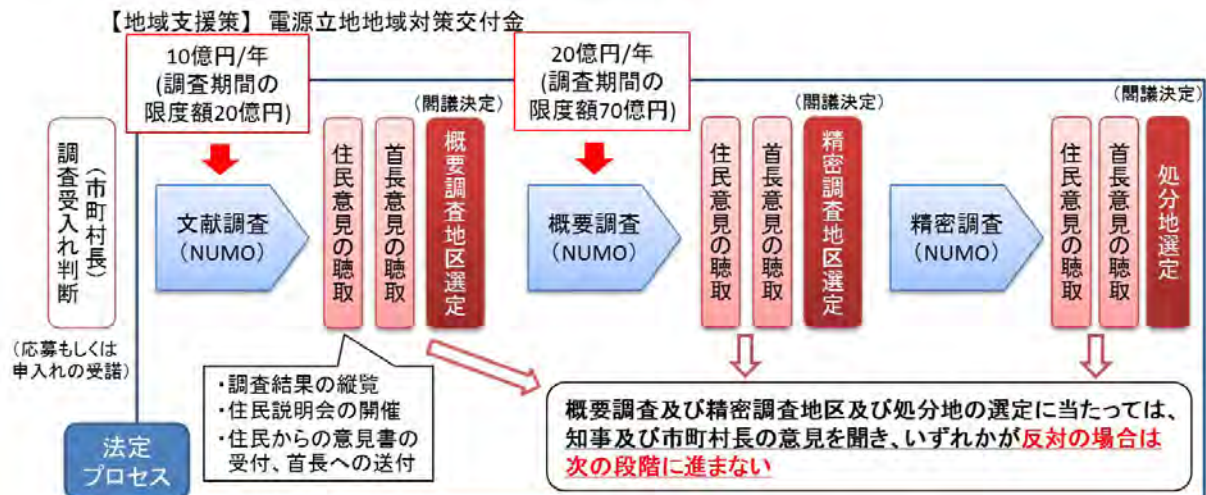 【地域支援策】 電源立地地域対策交付金
10億円/年
(調査期間の
限度額20億円)
20億円/年
(調査期間の
限度額70億円)
調査受入れ判断
(市町村長)
(応募もしくは
申入れの受諾)
文献調査
(NUMO)
住民意見の聴取
首長意見の聴取
(閣議決定)
概要調査地区選定
概要調査
(NUMO)
住民意見の聴取
首長意見の聴取
(閣議決定)
精密調査地区選定
精密調査
(NUMO)
住民意見の聴取
首長意見の聴取
(閣議決定)
処分地選定
・調査結果の縦覧
・住民説明会の開催
・住民からの意見書の
受付、首長への送付
概要調査及び精密調査地区及び処分地の選定に当たっては、
知事及び市町村長の意見を聞き、いずれかが反対の場合は
次の段階に進まない
法定
プロセス